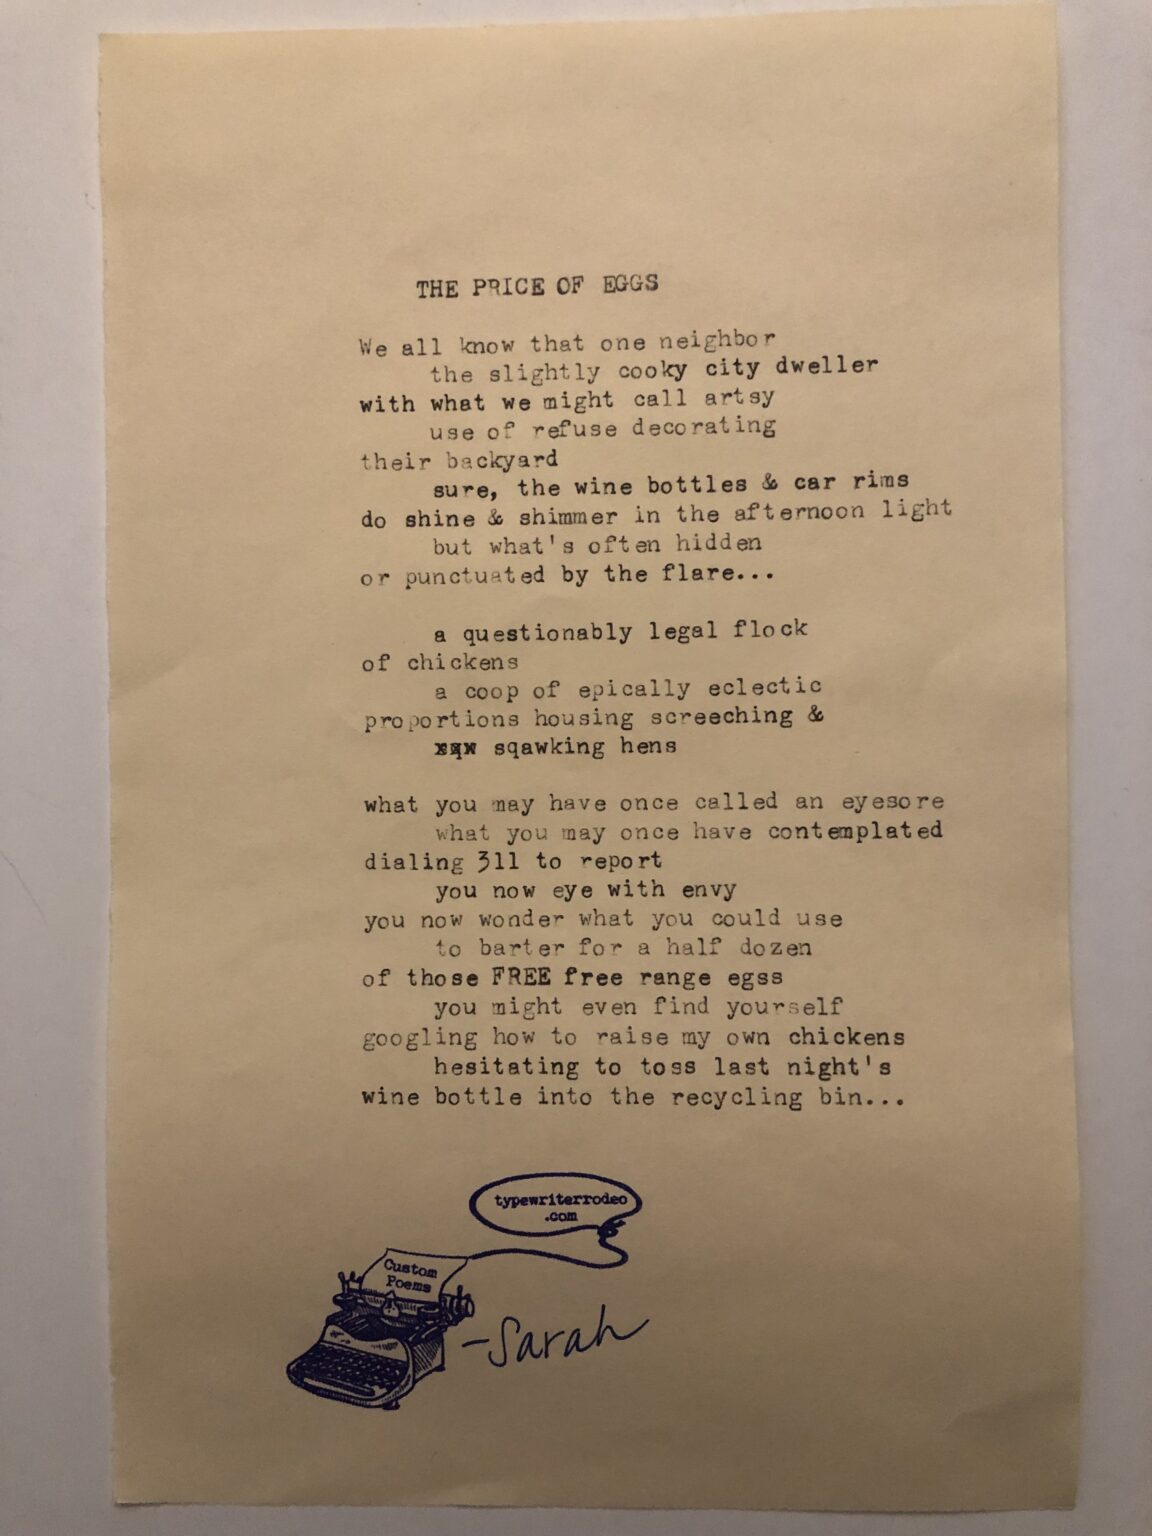 THE PRICE OF EGGS
We all know that one neighbor
the slightly cooky city dweller
with what we might call artsy
use of refuse decorating
their backyard
sure, the wine bottles & car rims
do shine & shimmer in the afternoon light
but what's often hidden
or punctuated by the flare...
a questionably legal flock
of chickens
a coop of epically eclectic
proportions housing screeching &
sqawking hens
what you may have once called an eyesore
what you may once have contemplated
dialing 311 to report
you now eye with envy
you now wonder what you could use
to barter for a half dozen
of those FREE free range egss
you might even find yourself
googling how to raise my own chickens
hesitating to toss last night's
wine bottle into the recycling bin...
typewriterrodeo
.com
Custom
Poems
-Sarah